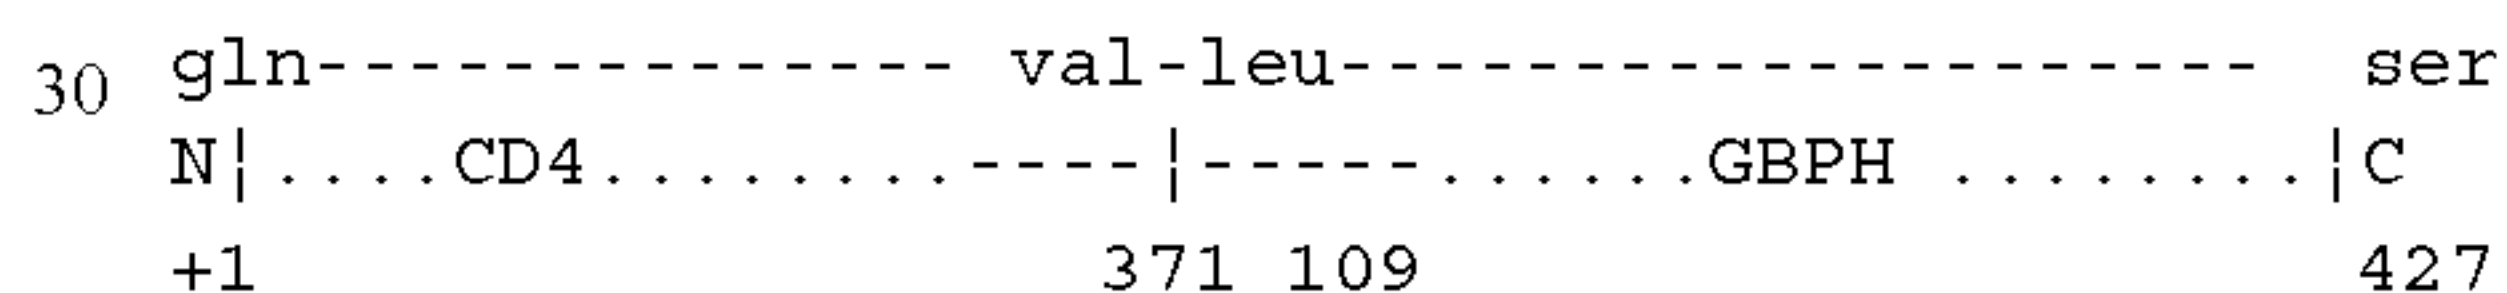 30 gln-------------- val-leu-------------------- ser
N¦....CD4........----¦-----......GBPH ........¦C
+1 371 109 427